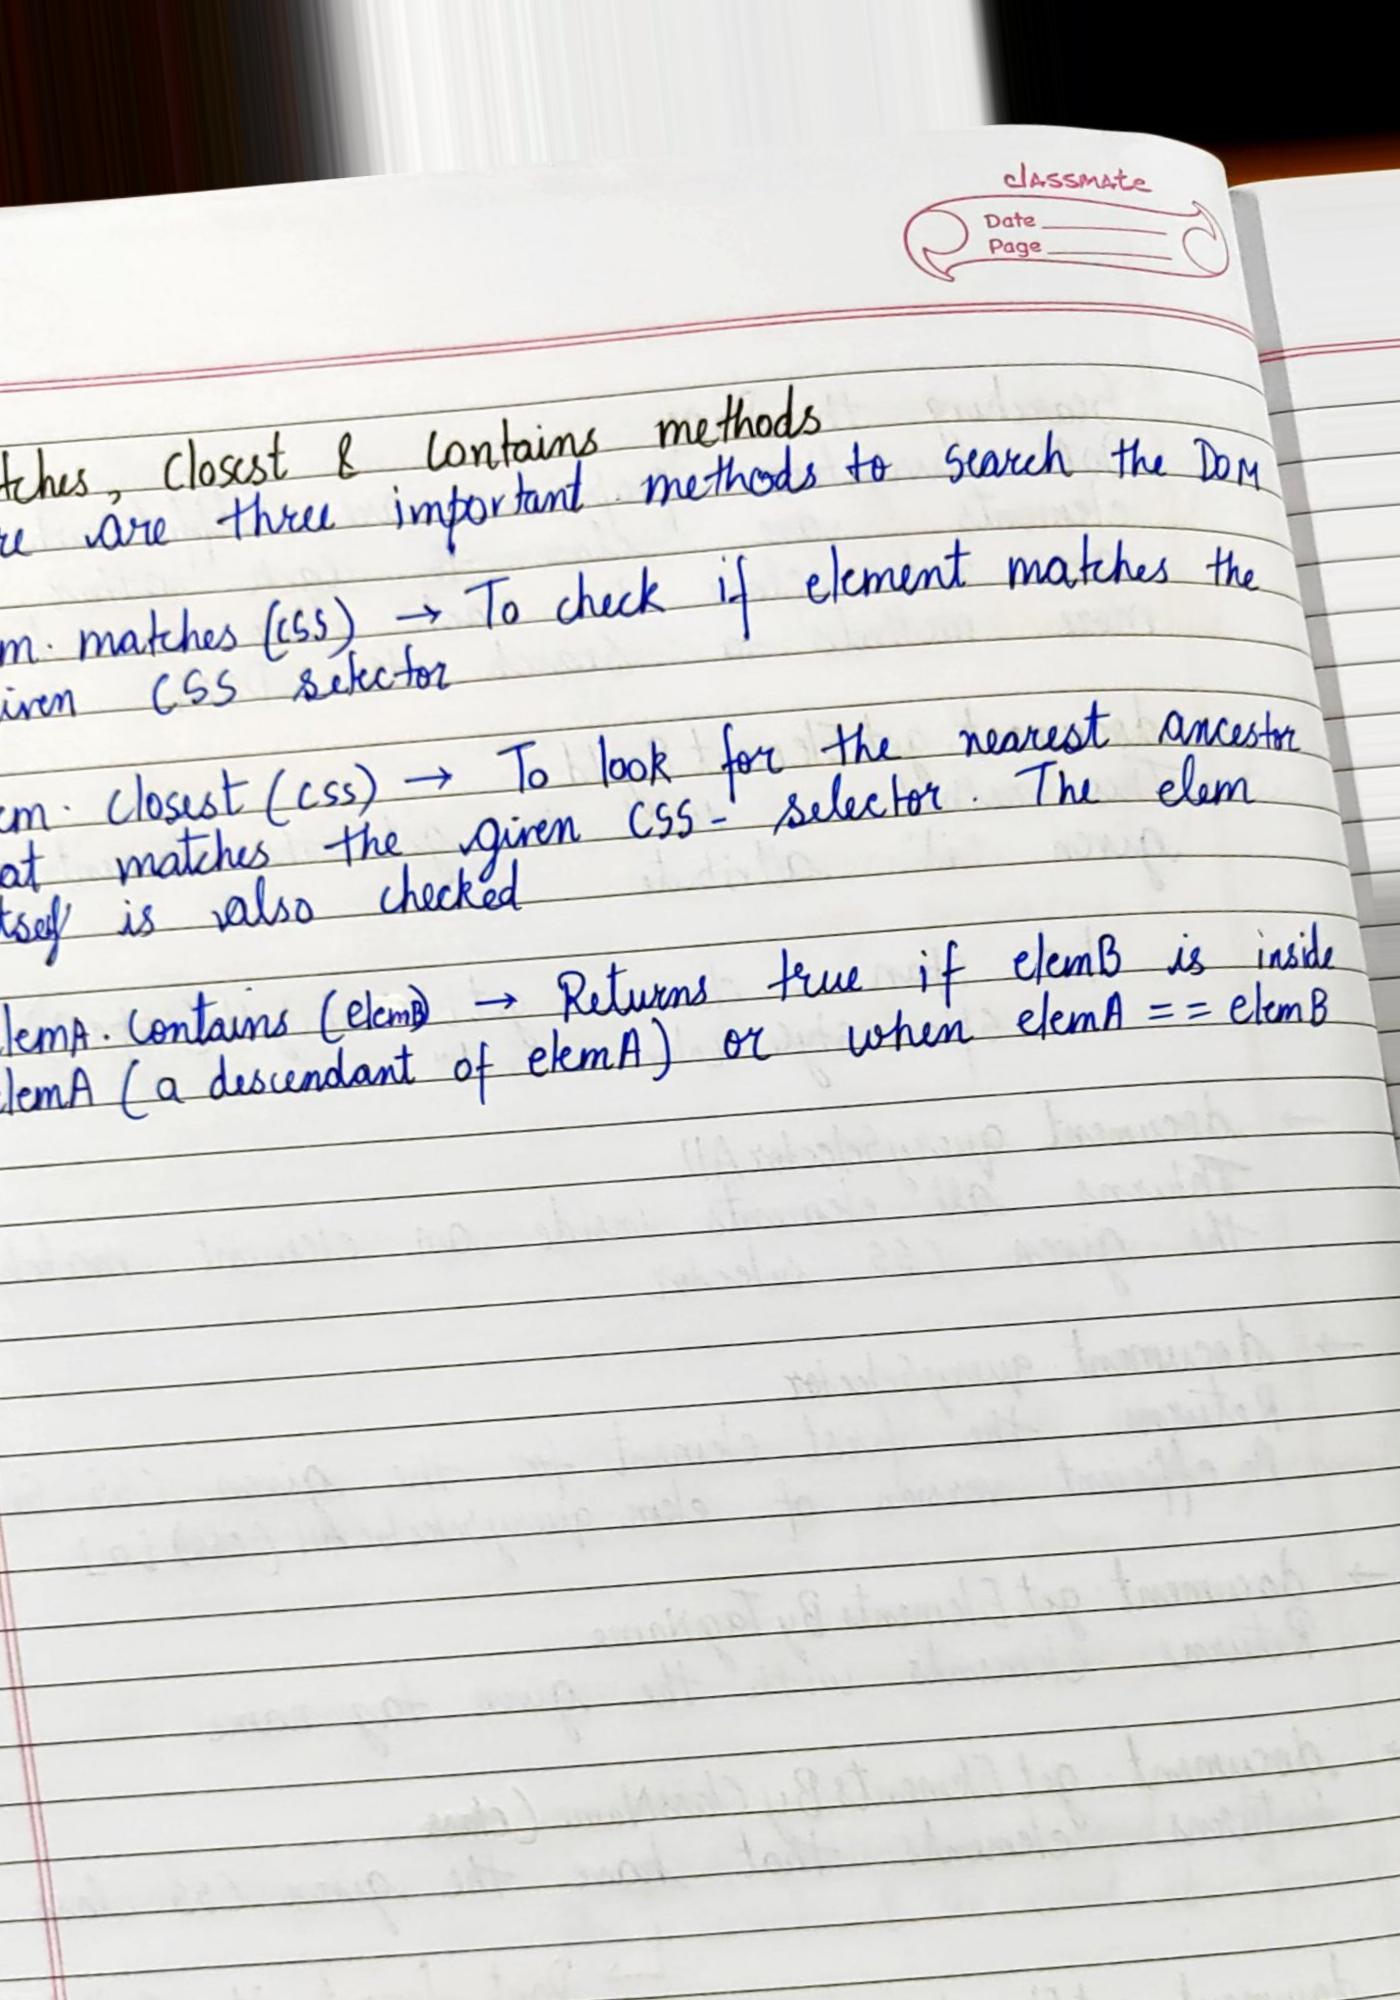 classmate
Date
Page
tches, Closest & Contains methods
re are three important methods to search the DOM
m. matches (CSS) → To check if element matches the
iven CSS selector
em. Closest (css) → To look for the nearest ancestor
at matches the given CSS - selector. The elem
tself is also checked
lemA. Contains (elemB) → Returns true if elemB is inside
lemA (a descendant of elemA) or when elemA == elemB